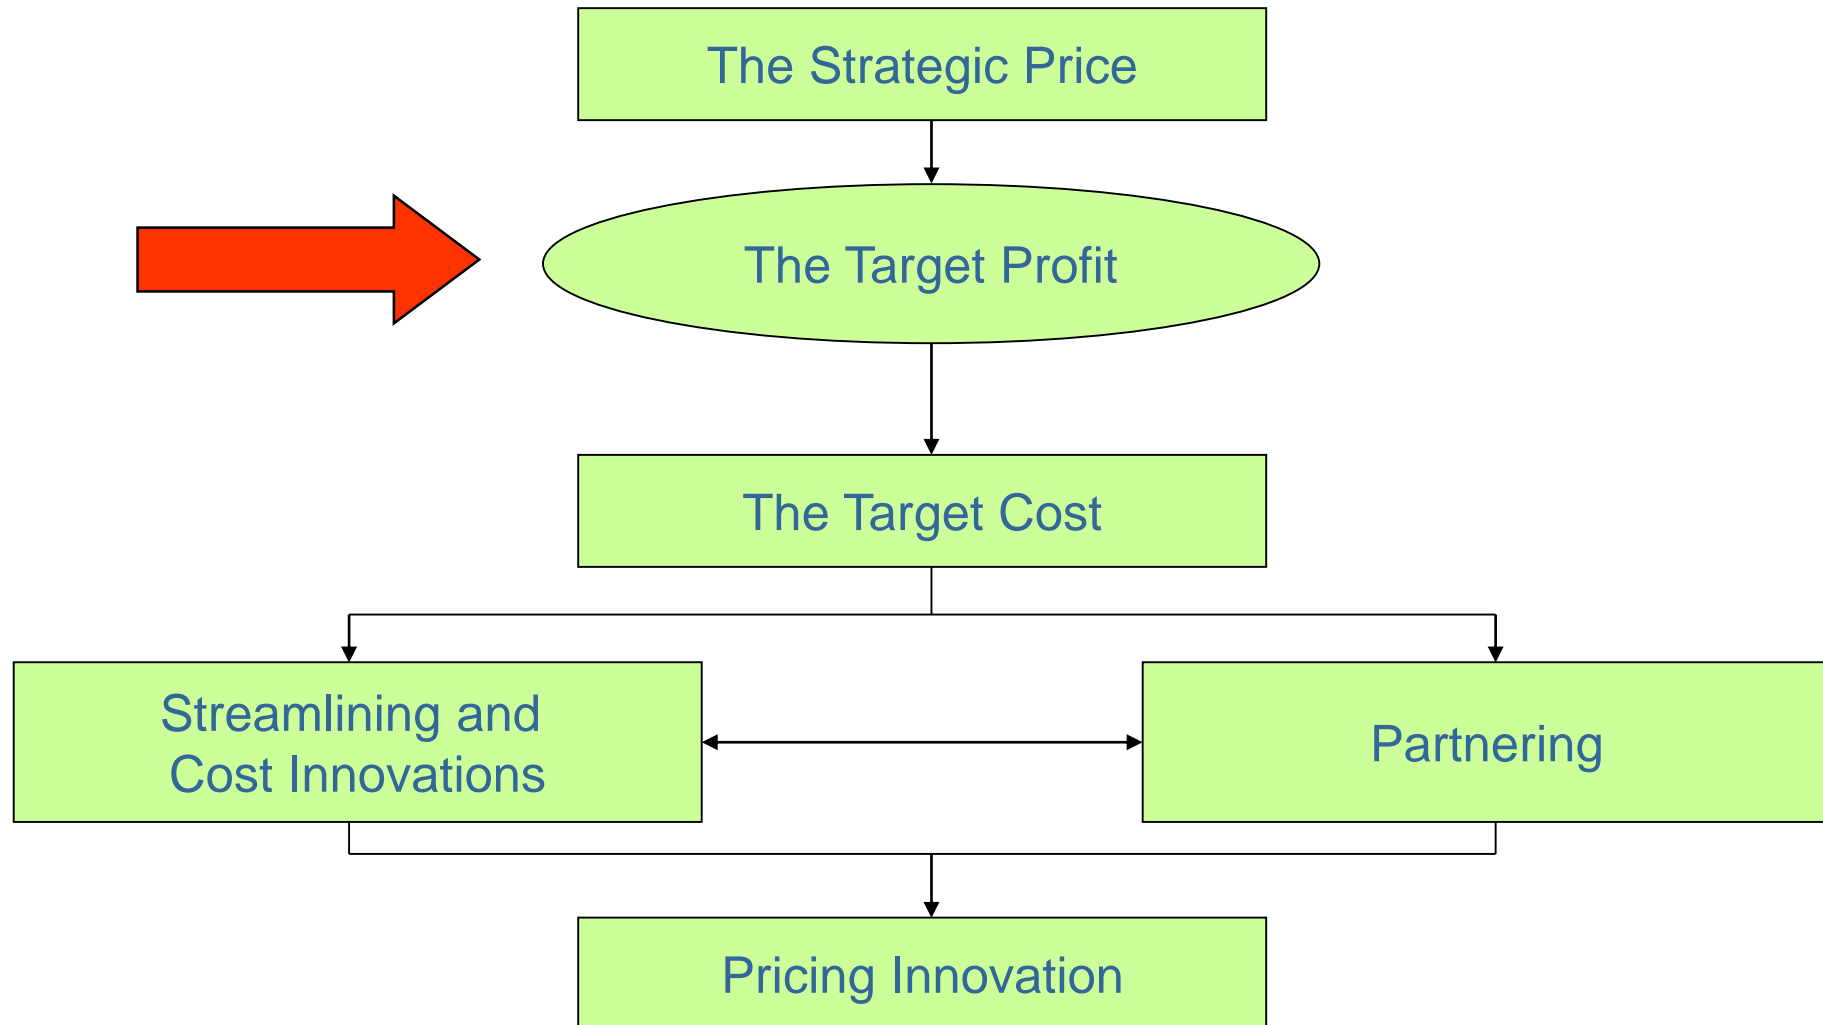 The Strategic Price
The Target Profit
The Target Cost
Streamlining and
Cost Innovations
Partnering
Pricing Innovation